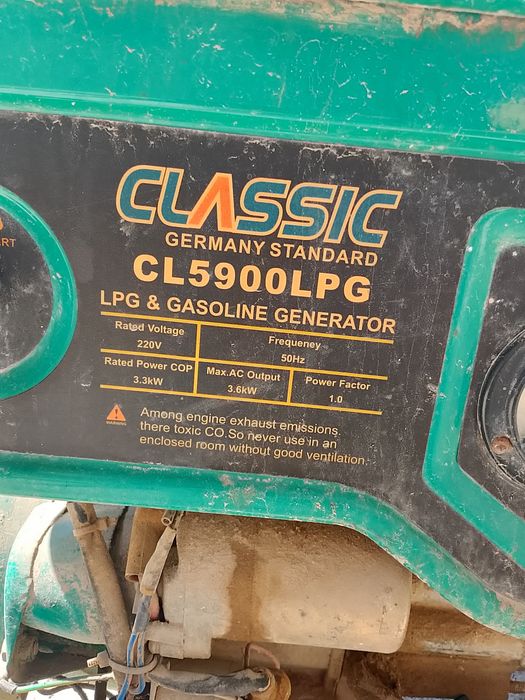 CLASSIC
GERMANY STANDARD
CL5900LPG
LPG & GASOLINE GENERATOR
Rated Voltage
220V
Frequeney
50Hz
Rated Power COP
3.3kW
Max.AC Output
3.6kW
Power Factor
1.0
WARNING
Among engine exhaust emissions.
there toxic CO.So never use in an
enclosed room without good ventilation.